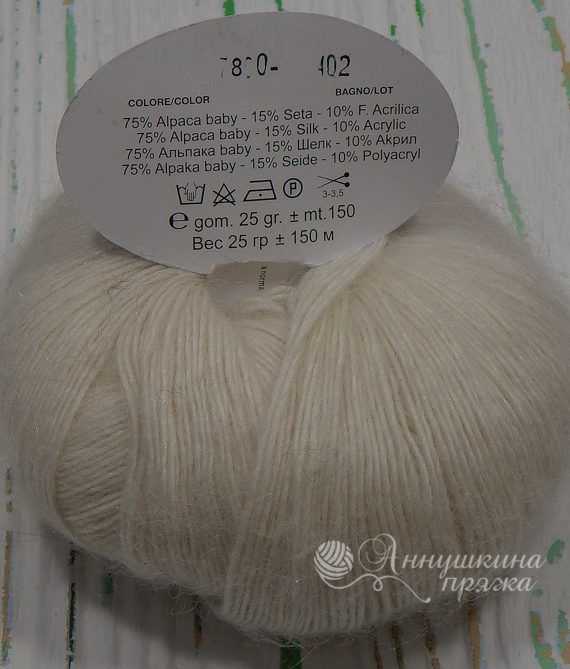 402
COLORE/COLOR BAGNO/LOT
75% Alpaca baby - 15% Seta - 10% F. Acrilica
75% Alpaca baby - 15% Silk - 10% Acrylic
75% Альпака baby - 15% Шелк - 10% Акрил
75% Alpaka baby - 15% Seide - 10% Polyacryl
P
3-3,5
e gom. 25 gr. ± mt.150
Вес 25 гр ± 150 м
a norma
Аннушкина
пряжа